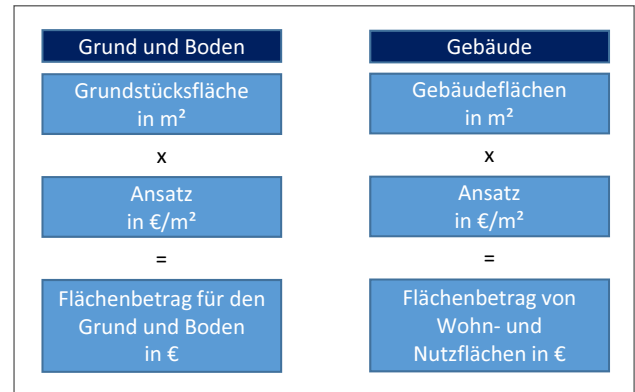 Grund und Boden
Grundstücksfläche
in m²
x
Ansatz
in €/m²
=
Flächenbetrag für den
Grund und Boden
in €
Gebäude
Gebäudeflächen
in m²
x
Ansatz
in €/m²
=
Flächenbetrag von
Wohn- und
Nutzflächen in €